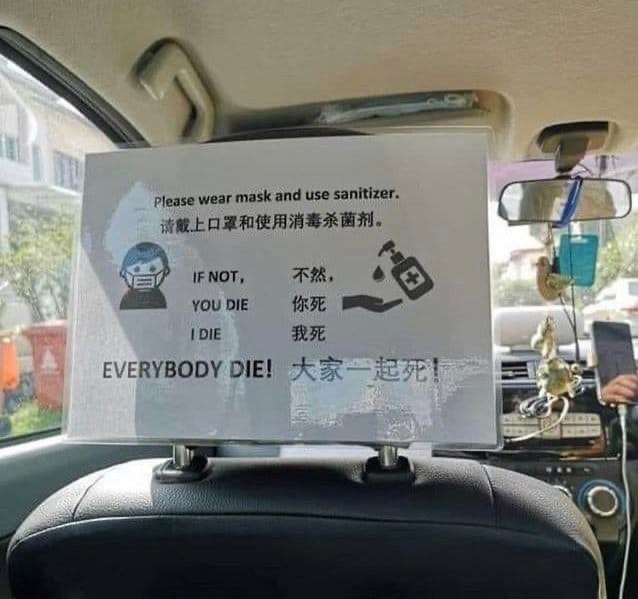 Please wear mask and use sanitizer.
请戴上口罩和使用消毒杀菌剂。
IF NOT, 不然，
YOU DIE 你死
I DIE 我死
EVERYBODY DIE! 大家一起死!